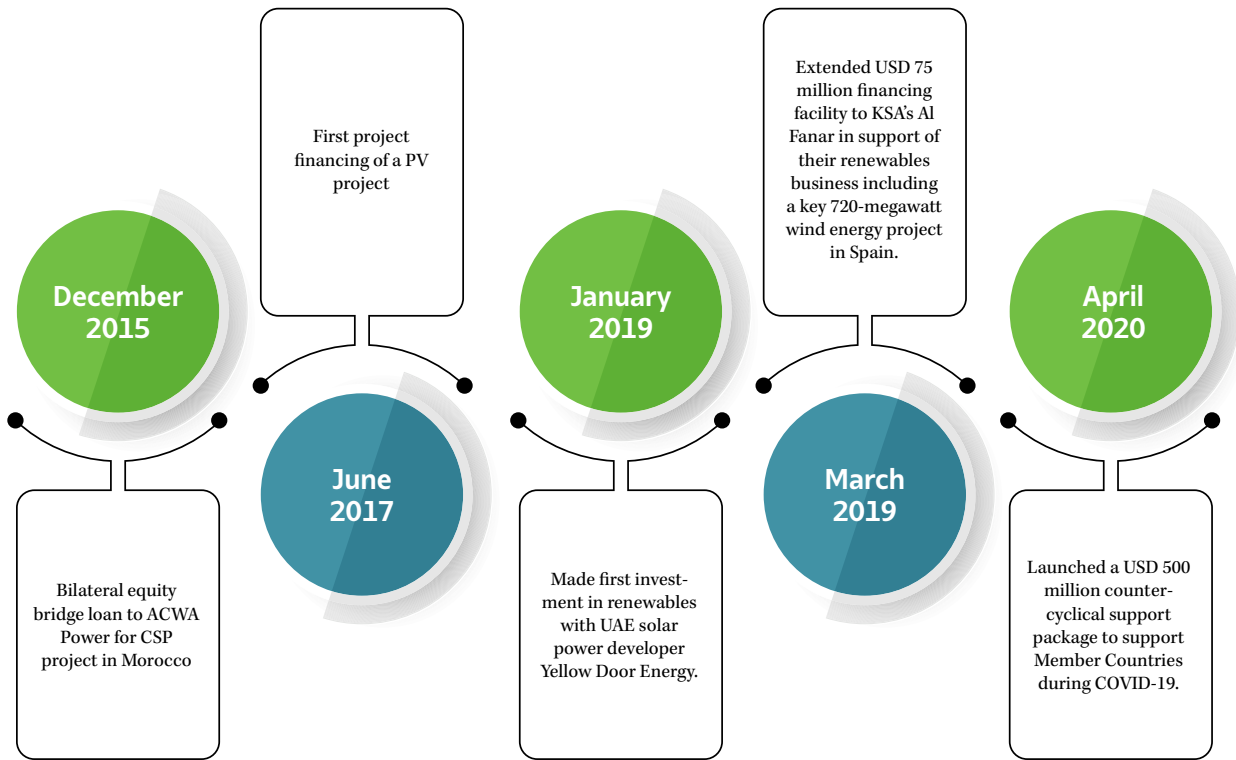 December
2015
Bilateral equity
bridge loan to ACWA
Power for CSP
project in Morocco
First project
financing of a PV
project
June
2017
January
2019
Made first invest-
ment in renewables
with UAE solar
power developer
Yellow Door Energy.
Extended USD 75
million financing
facility to KSA's Al
Fanar in support of
their renewables
business including
a key 720-megawatt
wind energy project
in Spain.
March
2019
April
2020
Launched a USD 500
million counter-
cyclical support
package to support
Member Countries
during COVID-19.